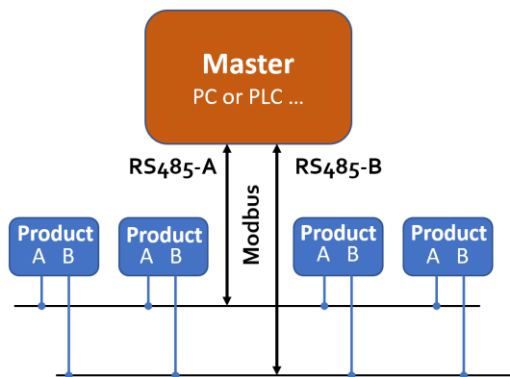 Master
PC or PLC ...
RS485-A
RS485-B
Modbus
Product
A B
Product
A B
Product
A B
Product
A B